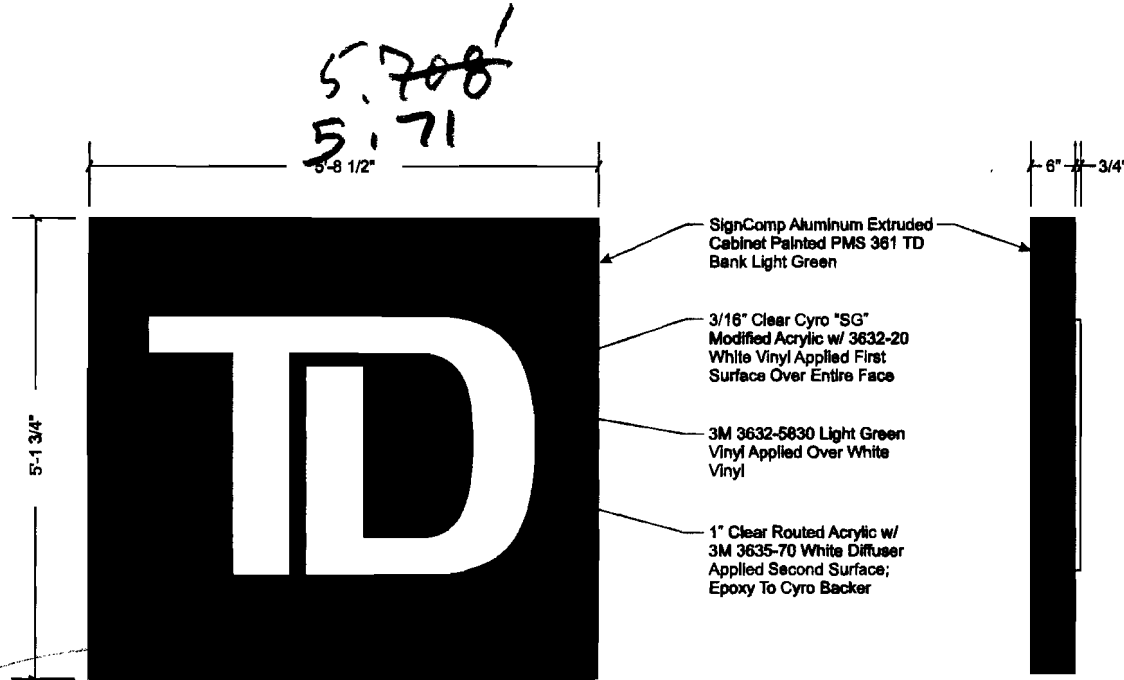 5.708'
5.71
5'-8 1/2"
6"
3/4"
5'-1 3/4"
SignComp Aluminum Extruded
Cabinet Painted PMS 361 TD
Bank Light Green
3/16" Clear Cyro "SG"
Modified Acrylic w/ 3632-20
White Vinyl Applied First
Surface Over Entire Face
3M 3632-5830 Light Green
Vinyl Applied Over White
Vinyl
1" Clear Routed Acrylic w/
3M 3635-70 White Diffuser
Applied Second Surface;
Epoxy To Cyro Backer
TD